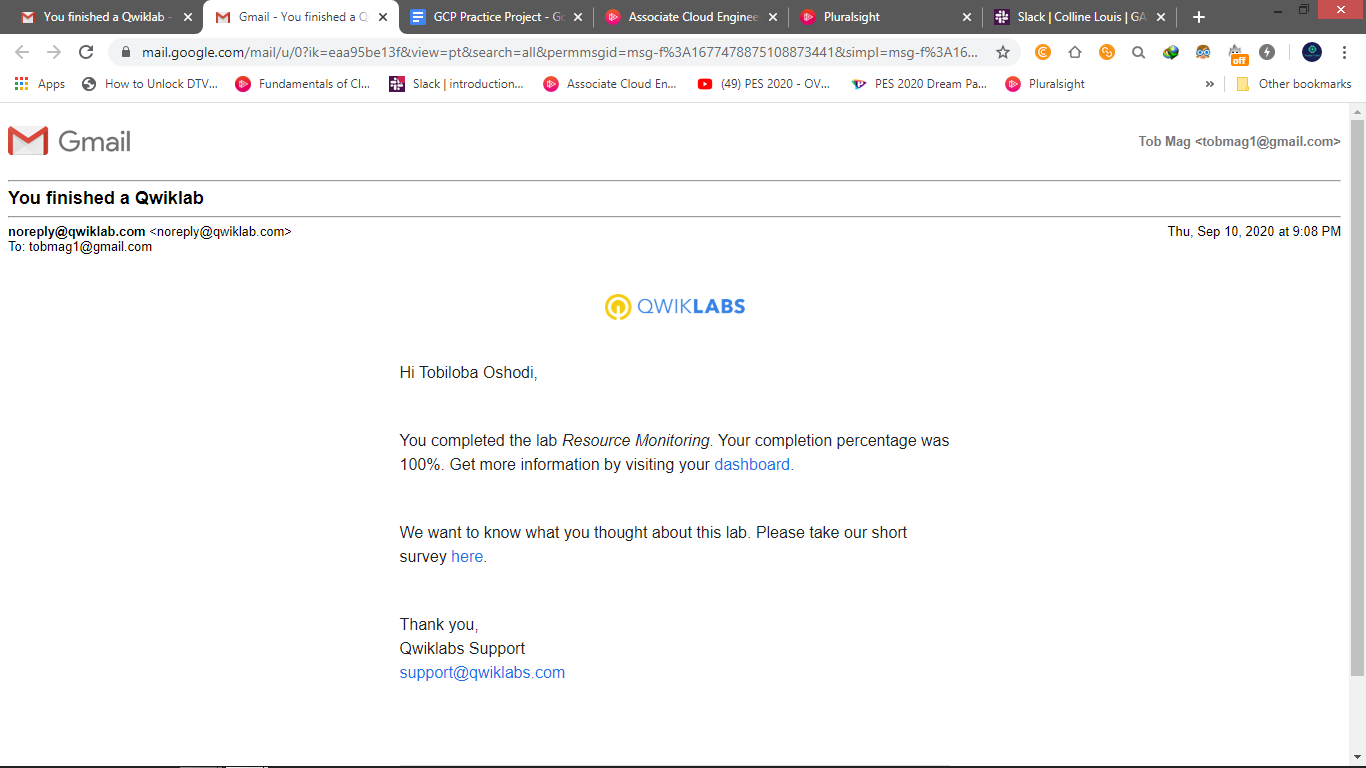 You finished a Qwiklab -
Gmail - You finished a Q
GCP Practice Project - Go
Associate Cloud Enginee
Pluralsight
Slack | Colline Louis | GA
mail.google.com/mail/u/0?ik=eaa95be13f&view=pt&search=all&permmsgid=msg-f%3A1677478875108873441&simpl=msg-f%3A16...
off
Apps
How to Unlock DTV...
Fundamentals of Cl...
Slack | introduction...
Associate Cloud En...
(49) PES 2020 - OV...
PES 2020 Dream Pa...
Pluralsight
»
Other bookmarks
Gmail
Tob Mag <tobmag1@gmail.com>
You finished a Qwiklab
noreply@qwiklab.com <noreply@qwiklab.com>
Thu, Sep 10, 2020 at 9:08 PM
To: tobmag1@gmail.com
QWIKLABS
Hi Tobiloba Oshodi,
You completed the lab Resource Monitoring. Your completion percentage was
100%. Get more information by visiting your dashboard.
We want to know what you thought about this lab. Please take our short
survey here.
Thank you,
Qwiklabs Support
support@qwiklabs.com